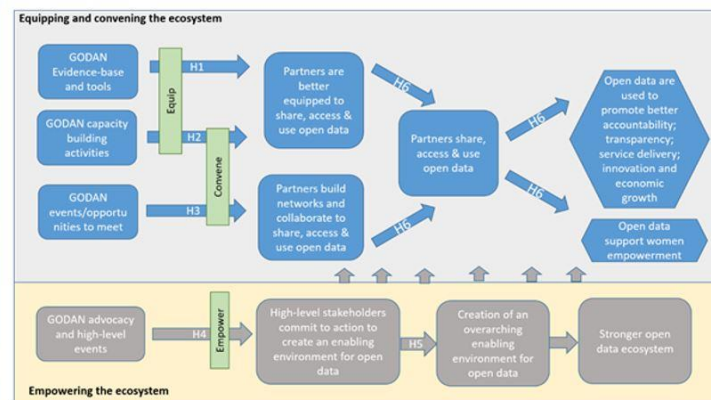 Equipping and convening the ecosystem
GODAN
Evidence-base
and tools
H1
Equip
Partners are
better
equipped to
share, access &
use open data
H6
GODAN capacity
building
activities
H2
Convene
Partners share,
access & use
open data
H6
Open data are
used to
promote better
accountability;
transparency;
service delivery;
innovation and
economic
growth
GODAN
events/opportu
nities to meet
H3
Partners build
networks and
collaborate to
share, access &
use open data
H6
H6
Open data
support women
empowerment
GODAN advocacy
and high-level
events
H4
Empower
High-level stakeholders
commit to action to
create an enabling
environment for open
data
H5
Creation of an
overarching
enabling
environment for
open data
Stronger open
data ecosystem
Empowering the ecosystem